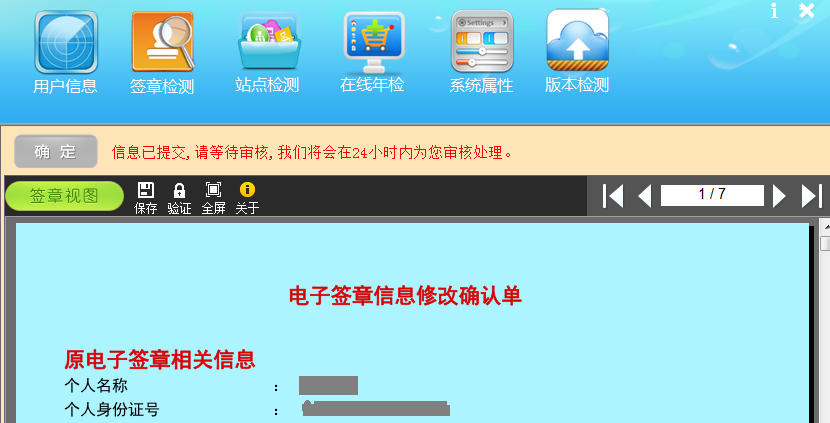 Settings
用户信息 签章检测 站点检测 在线年检 系统属性 版本检测
确 定 信息已提交,请等待审核,我们将会在24小时内为您审核处理。
签章视图 保存 验证 全屏 关于 1 / 7
电子签章信息修改确认单
原电子签章相关信息
个人名称 :
个人身份证号 :